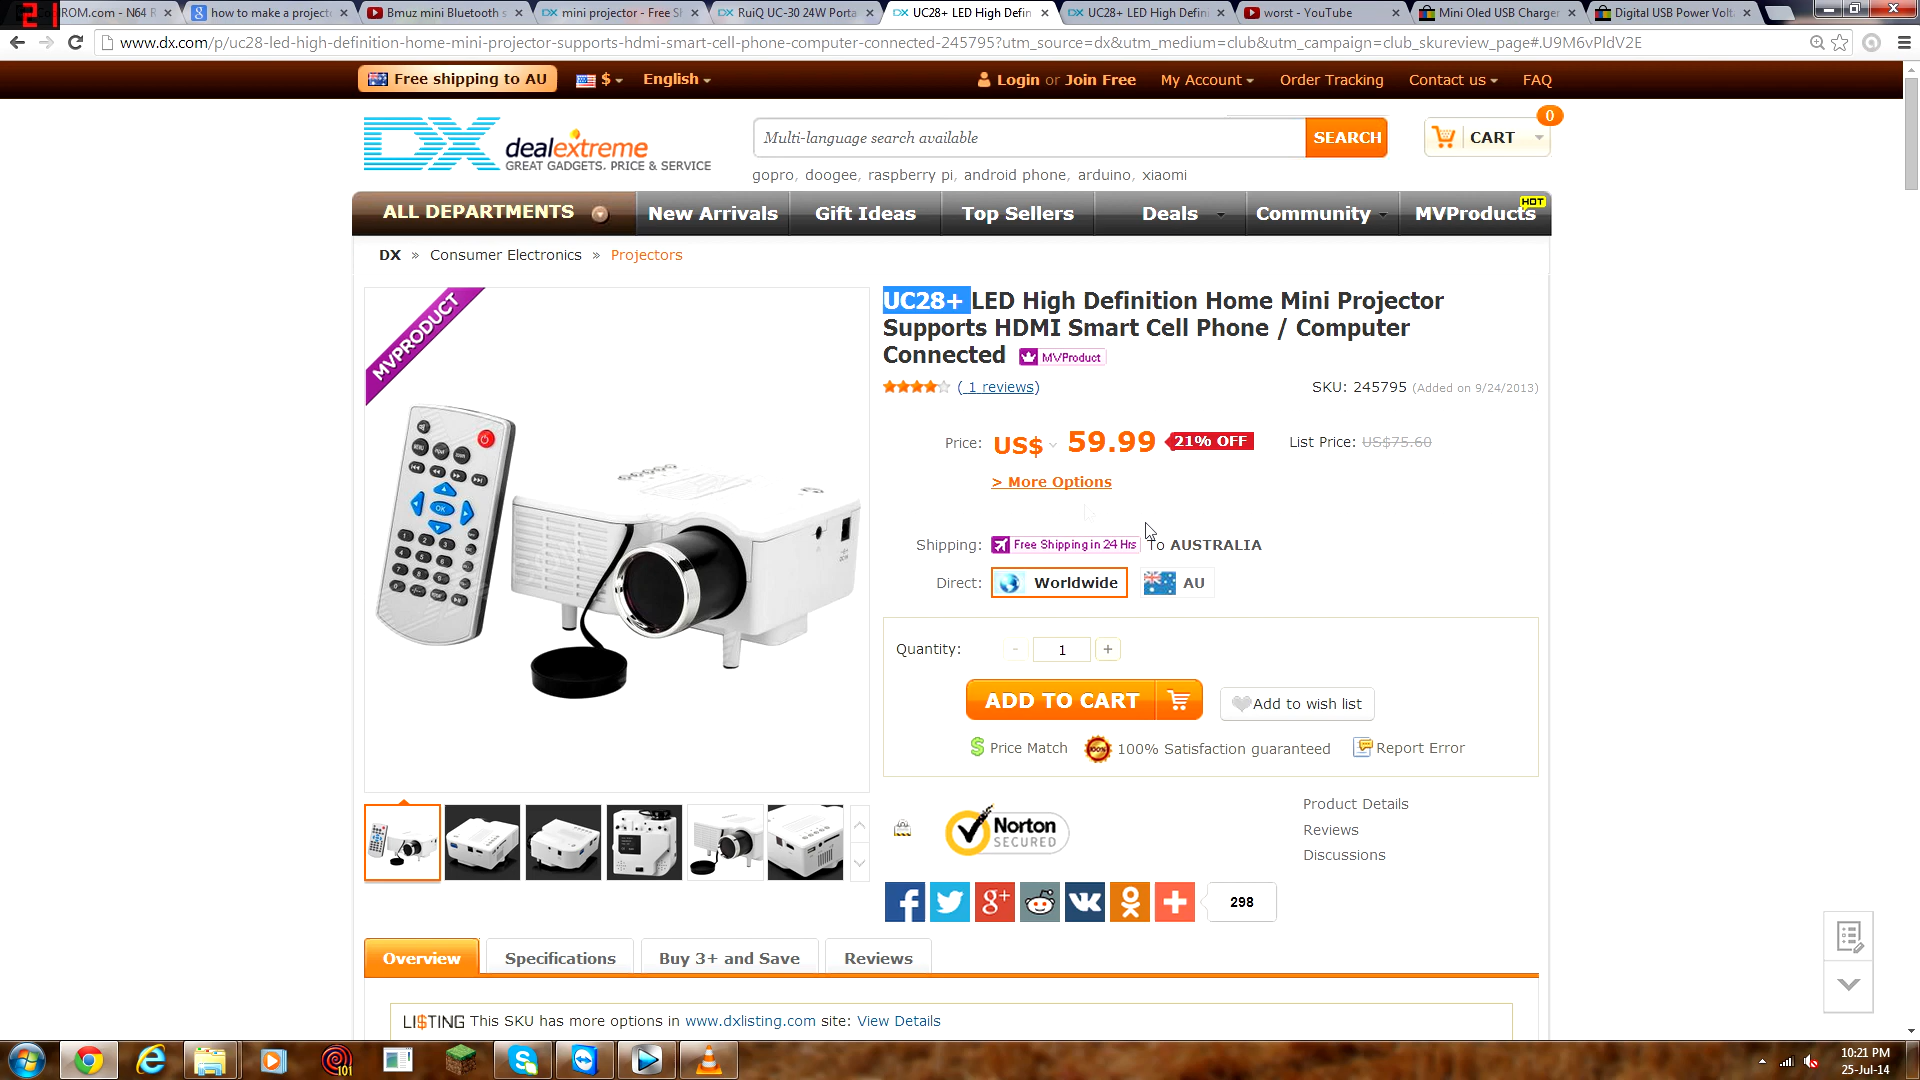 21
ROM.com - N64 R
how to make a project
Bmuz mini Bluetooth s
mini projector - Free Sh
RuiQ UC-30 24W Porta
UC28+ LED High Defin
UC28+ LED High Defini
worst - YouTube
Mini Oled USB Charger
Digital USB Power Volt
www.dx.com/p/uc28-led-high-definition-home-mini-projector-supports-hdmi-smart-cell-phone-computer-connected-245795?utm_source=dx&utm_medium=club&utm_campaign=club_skureview_page#.U9M6vPldV2E
Free shipping to AU
$
English
Login or Join Free
My Account
Order Tracking
Contact us
FAQ
DX dealextreme
GREAT GADGETS, PRICE & SERVICE
Multi-language search available
SEARCH
CART
0
gopro, doogee, raspberry pi, android phone, arduino, xiaomi
ALL DEPARTMENTS
New Arrivals
Gift Ideas
Top Sellers
Deals
Community
MVProducts
HOT
DX » Consumer Electronics » Projectors
MVPRODUCT
UC28+ LED High Definition Home Mini Projector
Supports HDMI Smart Cell Phone / Computer
Connected MVProduct
( 1 reviews)
SKU: 245795 (Added on 9/24/2013)
Price: US$ 59.99 21% OFF List Price: US$75.60
> More Options
Shipping: Free Shipping in 24 Hrs To AUSTRALIA
Direct: Worldwide AU
Quantity: - 1 +
ADD TO CART
Add to wish list
Price Match
100% Satisfaction guaranteed
Report Error
Norton
SECURED
Product Details
Reviews
Discussions
298
Overview
Specifications
Buy 3+ and Save
Reviews
LI$TING This SKU has more options in www.dxlisting.com site: View Details
101
10:21 PM
25-Jul-14